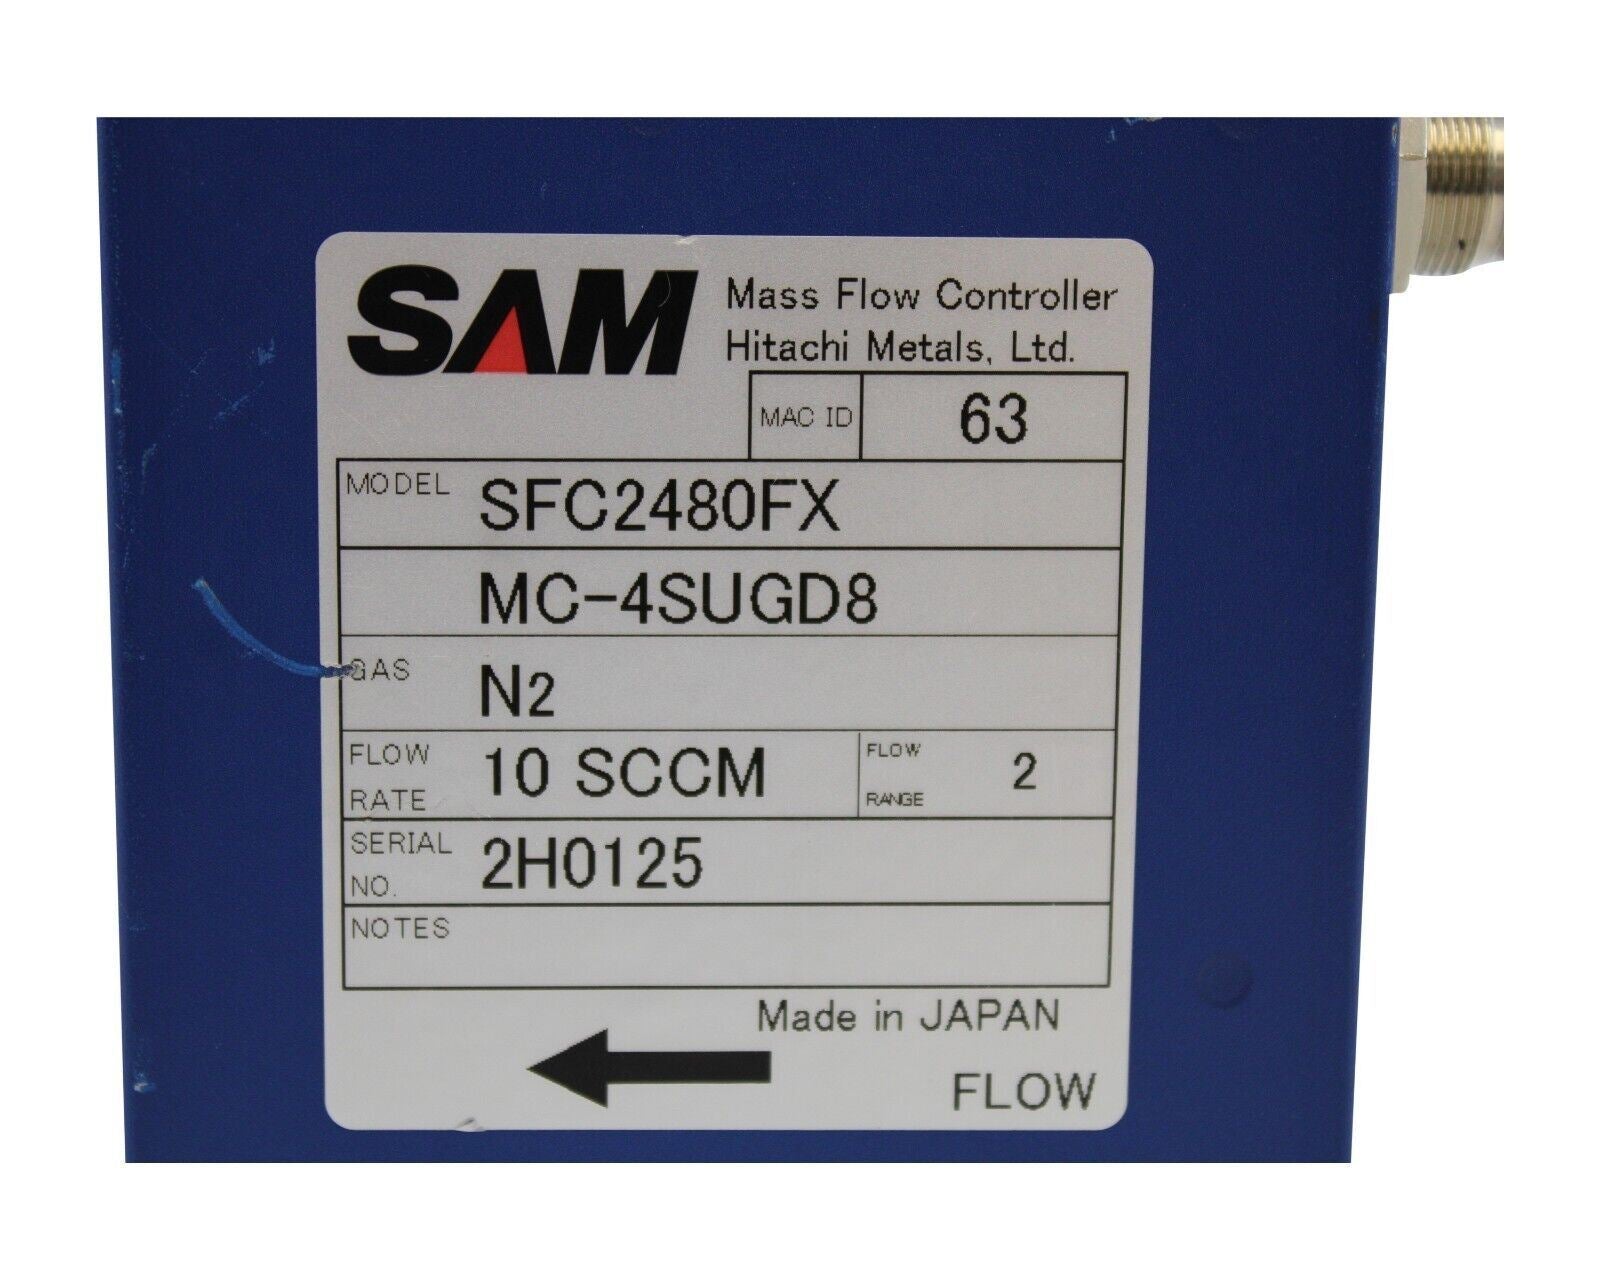 SAM
Mass Flow Controller
Hitachi Metals, Ltd.
MAC ID 63
MODEL SFC2480FX
MC-4SUGD8
GAS N2
FLOW RATE 10 SCCM FLOW RANGE 2
SERIAL NO. 2H0125
NOTES
Made in JAPAN
FLOW